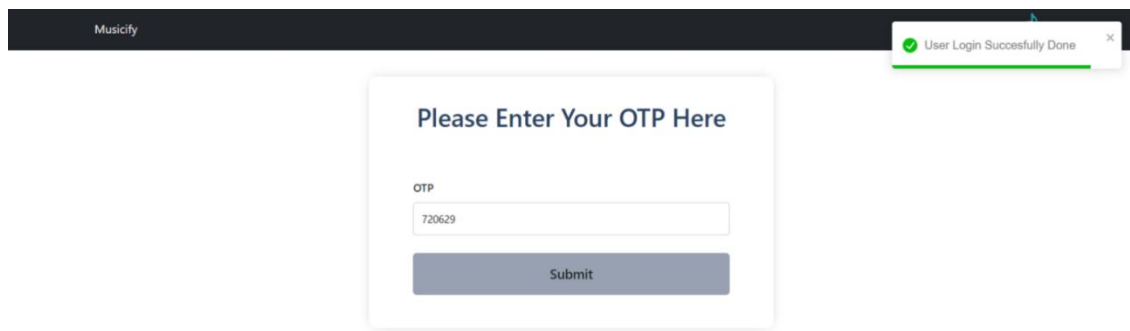 Musicify
User Login Succesfully Done
Please Enter Your OTP Here
OTP
720629
Submit